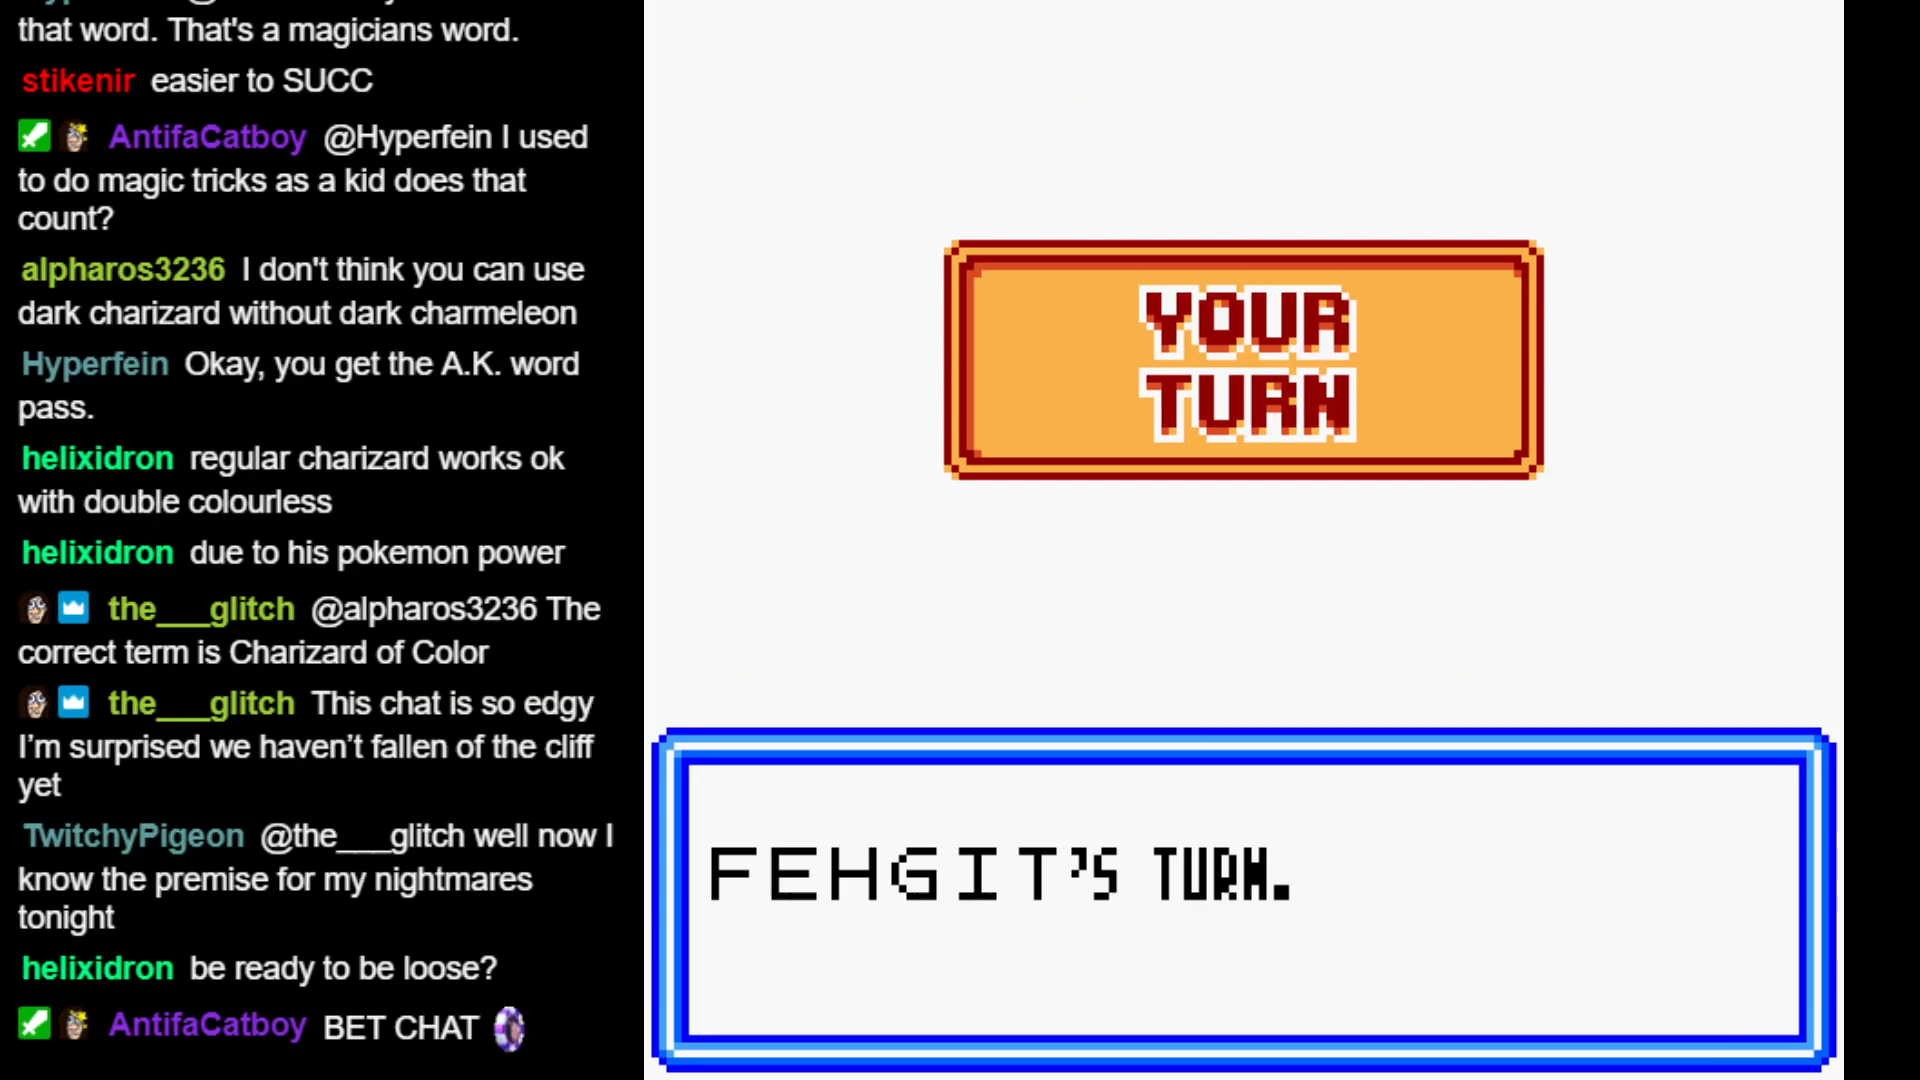 that word. That's a magicians word.
stikenir easier to SUCC
AntifaCatboy @Hyperfein I used
to do magic tricks as a kid does that
count?
alpharos3236 I don't think you can use
dark charizard without dark charmeleon
Hyperfein Okay, you get the A.K. word
pass.
helixidron regular charizard works ok
with double colourless
helixidron due to his pokemon power
the___glitch @alpharos3236 The
correct term is Charizard of Color
the___glitch This chat is so edgy
I’m surprised we haven’t fallen of the cliff
yet
TwitchyPigeon @the___glitch well now I
know the premise for my nightmares
tonight
helixidron be ready to be loose?
AntifaCatboy BET CHAT
YOUR
TURN
FEHGIT'S TURN.